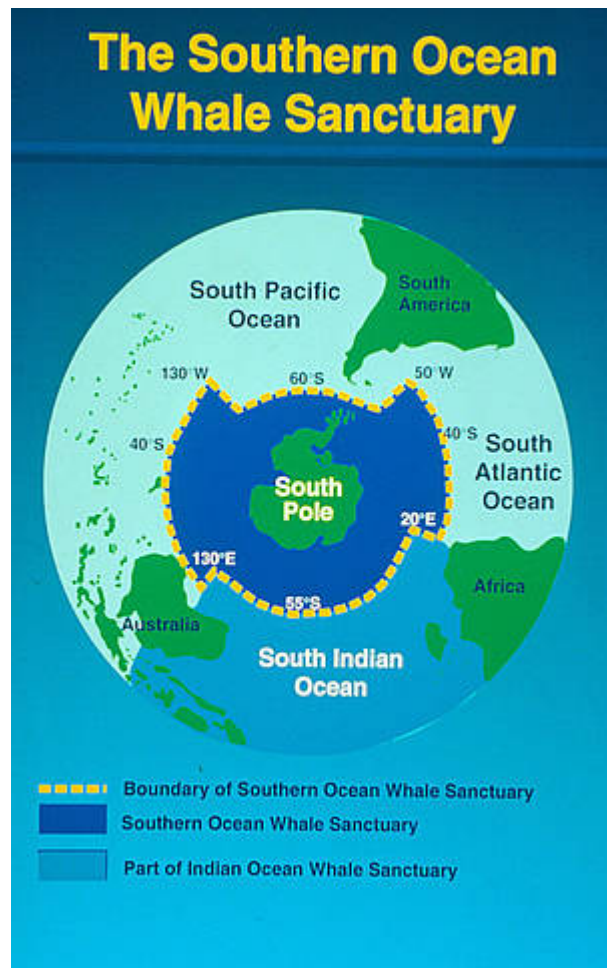 The Southern Ocean
Whale Sanctuary
South Pacific
Ocean
South
America
130°W
60°S
50°W
40°S
40°S
South
Atlantic
Ocean
South
Pole
20°E
130°E
55°S
Africa
Australia
South Indian
Ocean
Boundary of Southern Ocean Whale Sanctuary
Southern Ocean Whale Sanctuary
Part of Indian Ocean Whale Sanctuary